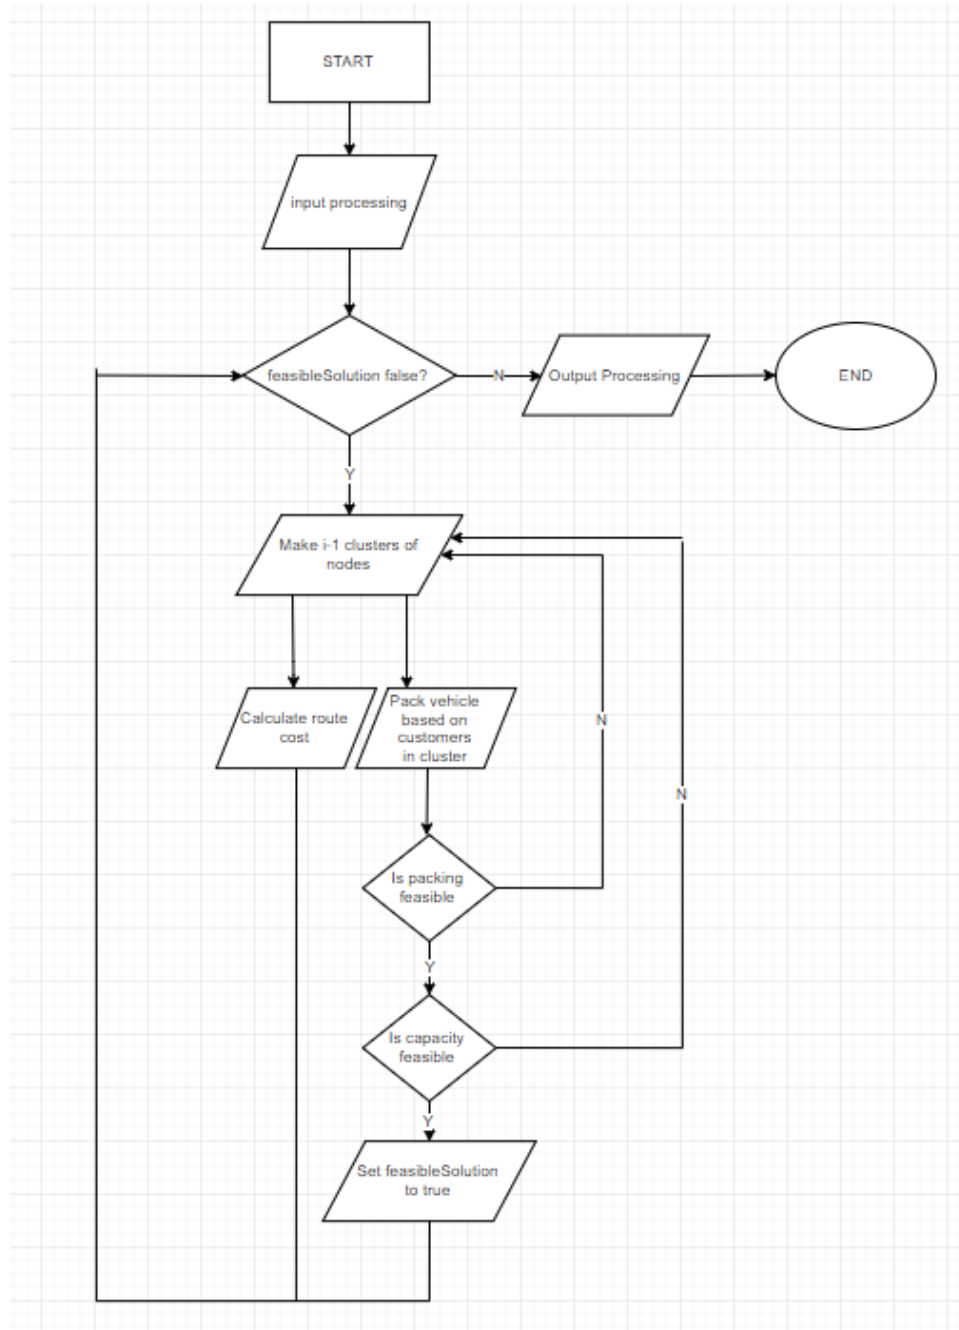 START
input processing
feasibleSolution false?
N
Output Processing
END
Y
Make i-1 clusters of
nodes
Calculate route
cost
Pack vehicle
based on
customers
in cluster
N
N
Is packing
feasible
Y
Is capacity
feasible
Y
Set feasibleSolution
to true